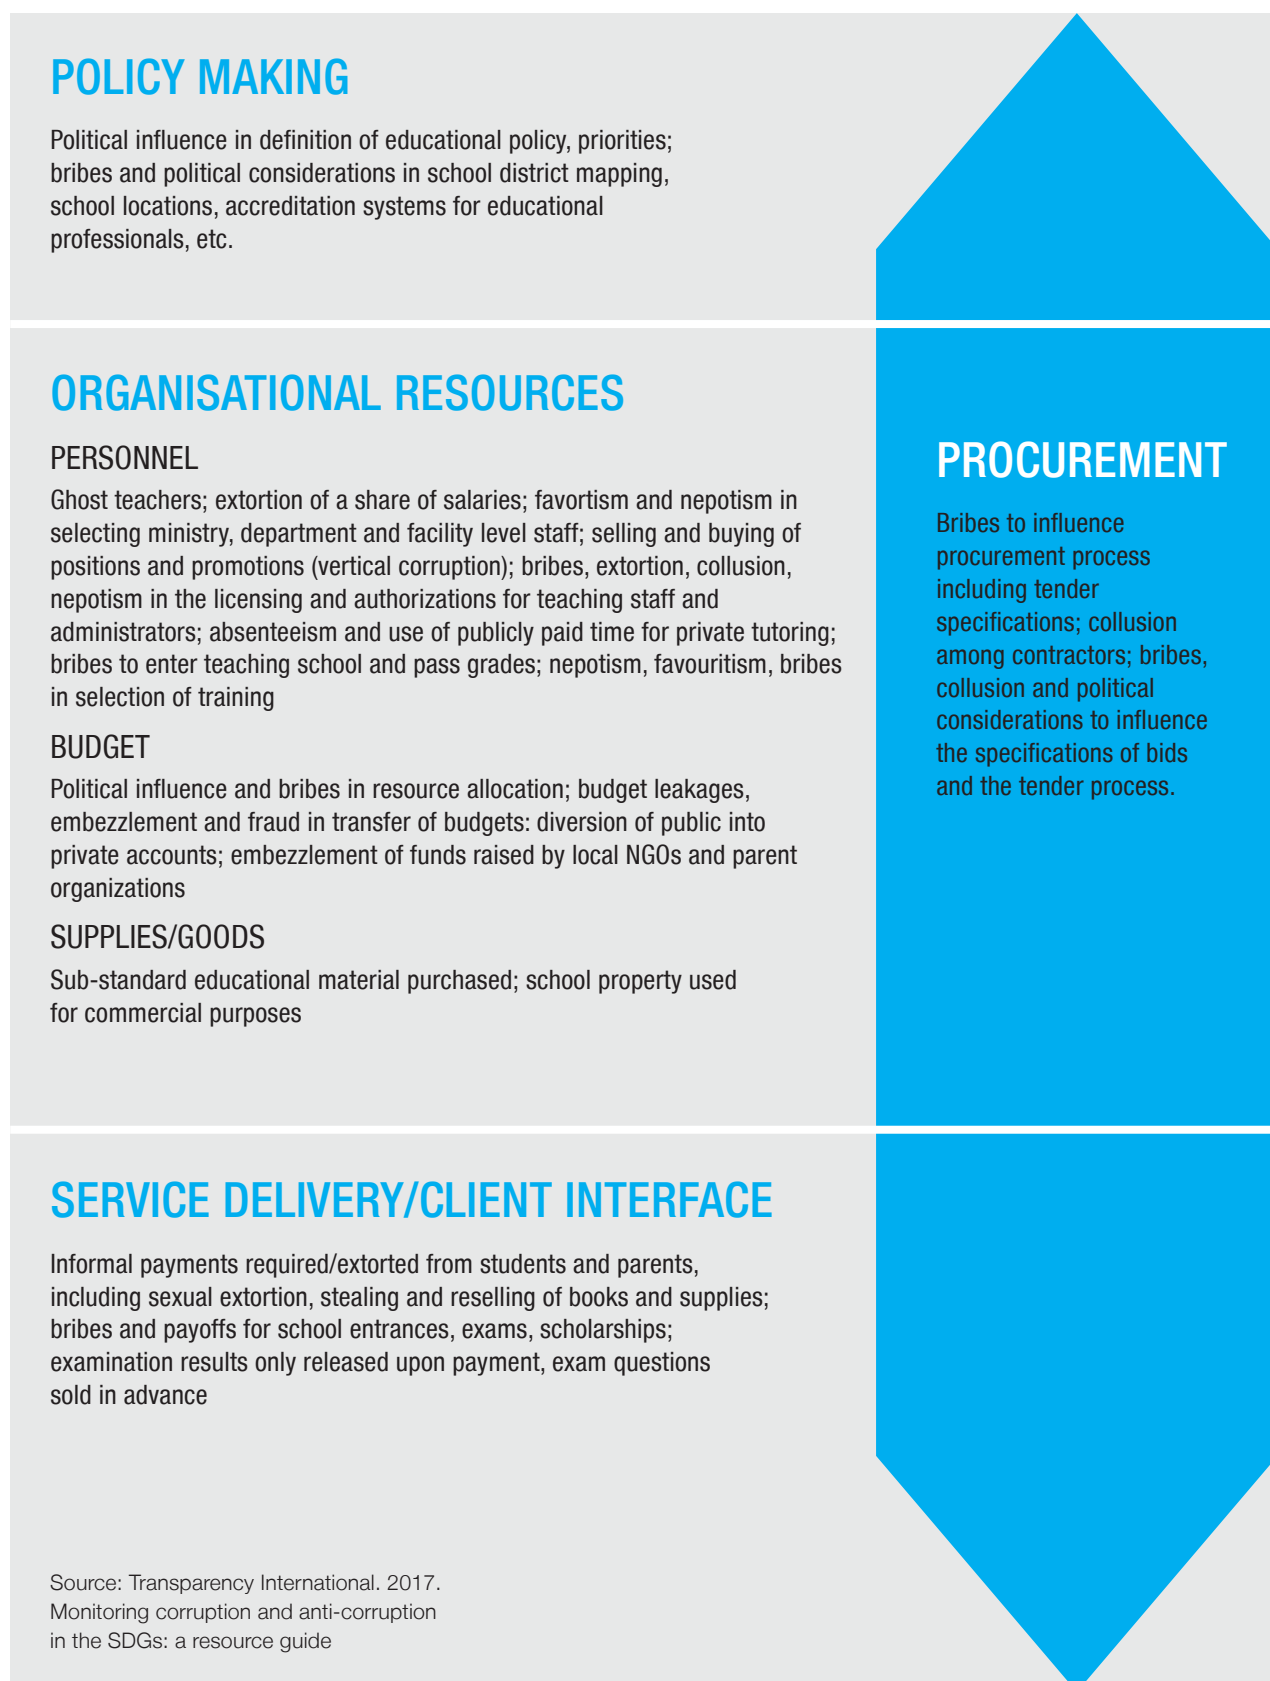 POLICY MAKING
Political influence in definition of educational policy, priorities;
bribes and political considerations in school district mapping,
school locations, accreditation systems for educational
professionals, etc.
ORGANISATIONAL RESOURCES
PERSONNEL
Ghost teachers; extortion of a share of salaries; favortism and nepotism in
selecting ministry, department and facility level staff; selling and buying of
positions and promotions (vertical corruption); bribes, extortion, collusion,
nepotism in the licensing and authorizations for teaching staff and
administrators; absenteeism and use of publicly paid time for private tutoring;
bribes to enter teaching school and pass grades; nepotism, favouritism, bribes
in selection of training
BUDGET
Political influence and bribes in resource allocation; budget leakages,
embezzlement and fraud in transfer of budgets: diversion of public into
private accounts; embezzlement of funds raised by local NGOs and parent
organizations
SUPPLIES/GOODS
Sub-standard educational material purchased; school property used
for commercial purposes
PROCUREMENT
Bribes to influence
procurement process
including tender
specifications; collusion
among contractors; bribes,
collusion and political
considerations to influence
the specifications of bids
and the tender process.
SERVICE DELIVERY/CLIENT INTERFACE
Informal payments required/extorted from students and parents,
including sexual extortion, stealing and reselling of books and supplies;
bribes and payoffs for school entrances, exams, scholarships;
examination results only released upon payment, exam questions
sold in advance
Source: Transparency International. 2017.
Monitoring corruption and anti-corruption
in the SDGs: a resource guide